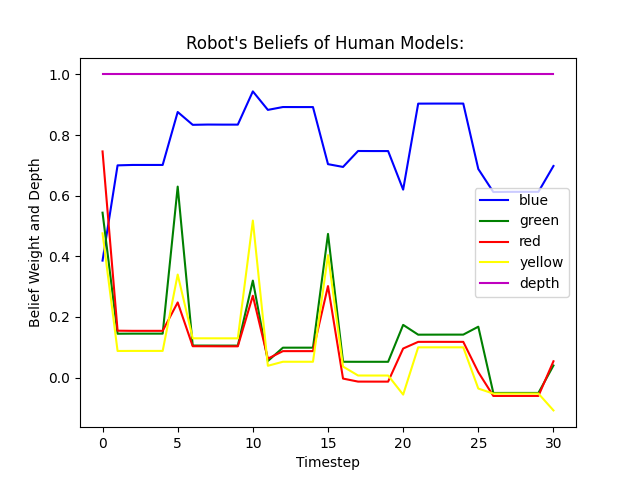 Robot's Beliefs of Human Models:
1.0
0.8
0.6
0.4
0.2
0.0
Belief Weight and Depth
blue
green
red
yellow
depth
0 5 10 15 20 25 30
Timestep